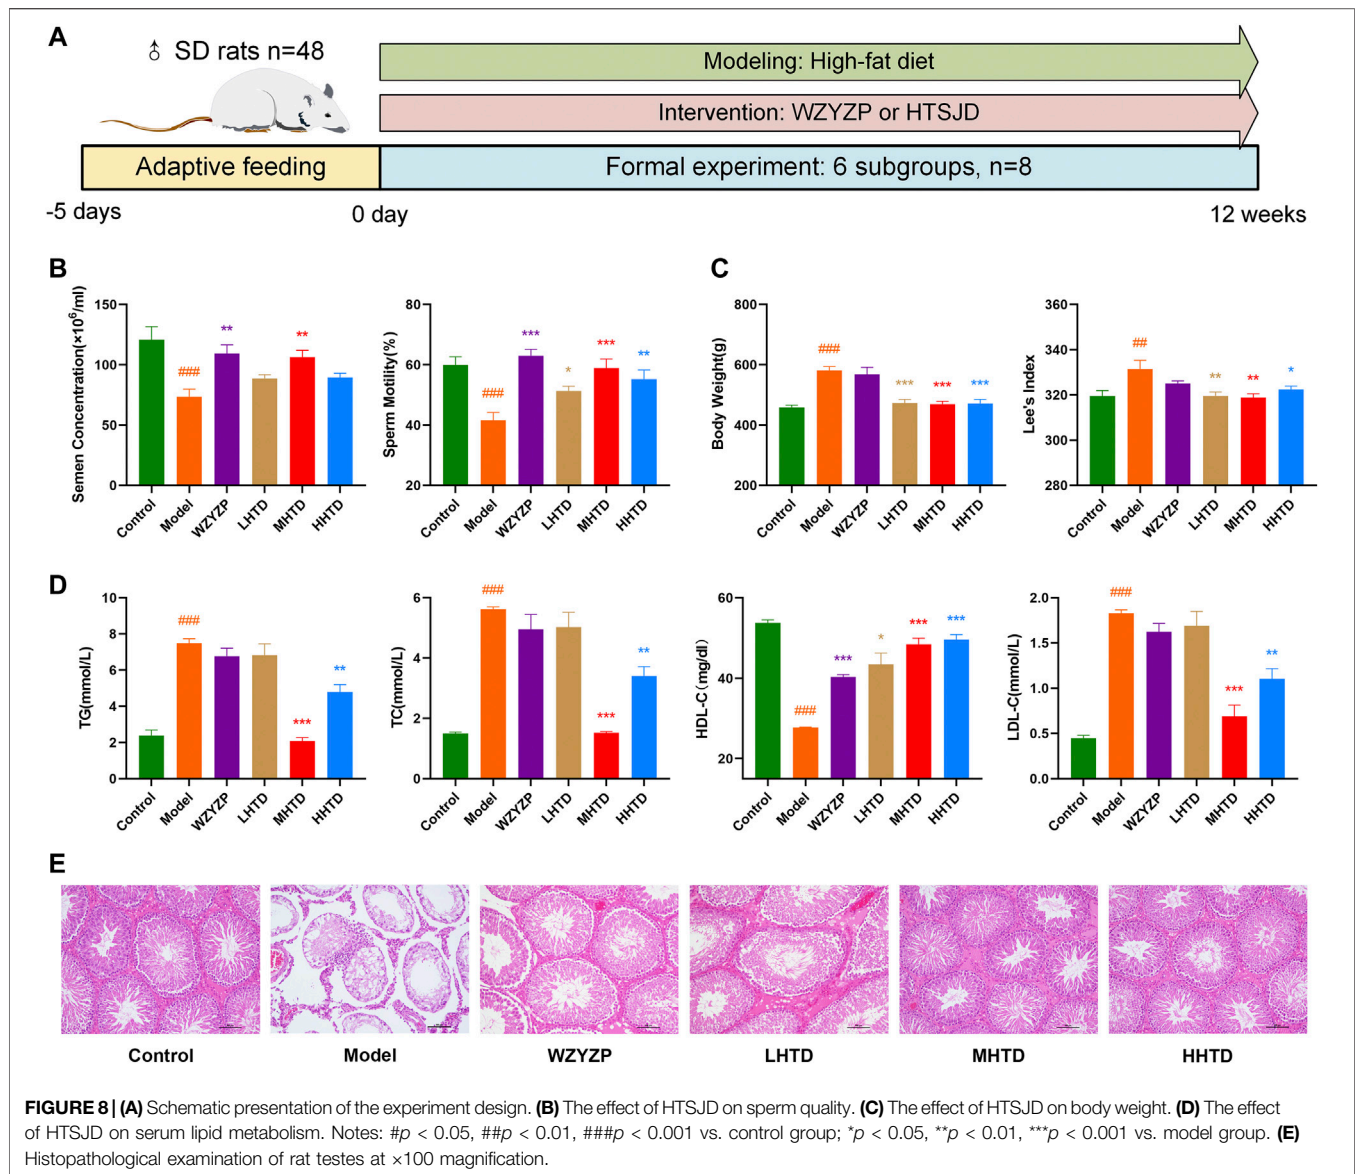 A
♂ SD rats n=48
Modeling: High-fat diet
Intervention: WZYZP or HTSJD
Adaptive feeding
Formal experiment: 6 subgroups, n=8
-5 days
0 day
12 weeks
B
Semen Concentration(×10⁶/ml)
150
100
50
0
###
**
**
Control
Model
WZYZP
LHTD
MHTD
HHTD
Sperm Motility(%)
80
60
40
20
###
***
*
***
**
Control
Model
WZYZP
LHTD
MHTD
HHTD
C
Body Weight(g)
800
600
400
200
###
***
***
***
Control
Model
WZYZP
LHTD
MHTD
HHTD
Lee's Index
360
340
320
300
280
##
**
**
*
Control
Model
WZYZP
LHTD
MHTD
HHTD
D
TG(mmol/L)
10
8
6
4
2
0
###
***
**
Control
Model
WZYZP
LHTD
MHTD
HHTD
TC(mmol/L)
6
4
2
0
###
***
**
Control
Model
WZYZP
LHTD
MHTD
HHTD
HDL-C(mg/dl)
60
40
20
###
***
*
***
***
Control
Model
WZYZP
LHTD
MHTD
HHTD
LDL-C(mmol/L)
2.0
1.5
1.0
0.5
0.0
###
***
**
Control
Model
WZYZP
LHTD
MHTD
HHTD
E
Control
Model
WZYZP
LHTD
MHTD
HHTD
FIGURE 8 | (A) Schematic presentation of the experiment design. (B) The effect of HTSJD on sperm quality. (C) The effect of HTSJD on body weight. (D) The effect
of HTSJD on serum lipid metabolism. Notes: #p < 0.05, ##p < 0.01, ###p < 0.001 vs. control group; *p < 0.05, **p < 0.01, ***p < 0.001 vs. model group. (E)
Histopathological examination of rat testes at ×100 magnification.